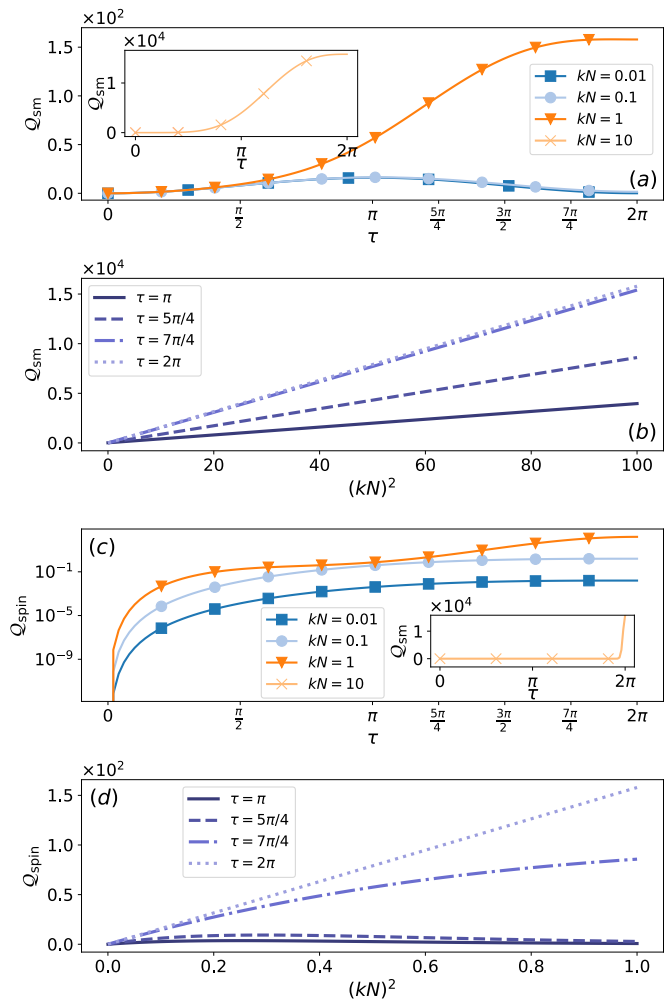 ×10²
1.5
1.0
0.5
0.0
𝒬sm
×10⁴
1
0
𝒬sm
0
π
2π
τ
kN = 0.01
kN = 0.1
kN = 1
kN = 10
(a)
0
π/2
π
5π/4
3π/2
7π/4
2π
τ
×10⁴
1.5
1.0
0.5
0.0
𝒬sm
τ = π
τ = 5π/4
τ = 7π/4
τ = 2π
(b)
0
20
40
60
80
100
(kN)²
(c)
10⁻¹
10⁻⁵
10⁻⁹
𝒬spin
kN = 0.01
kN = 0.1
kN = 1
kN = 10
×10⁴
1
0
𝒬sm
0
π
2π
τ
0
π/2
π
5π/4
3π/2
7π/4
2π
τ
×10²
(d)
1.5
1.0
0.5
0.0
𝒬spin
τ = π
τ = 5π/4
τ = 7π/4
τ = 2π
0.0
0.2
0.4
0.6
0.8
1.0
(kN)²